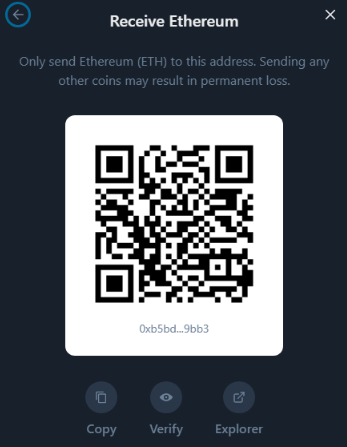 Receive Ethereum
Only send Ethereum (ETH) to this address. Sending any
other coins may result in permanent loss.
0xb5bd...9bb3
Copy
Verify
Explorer